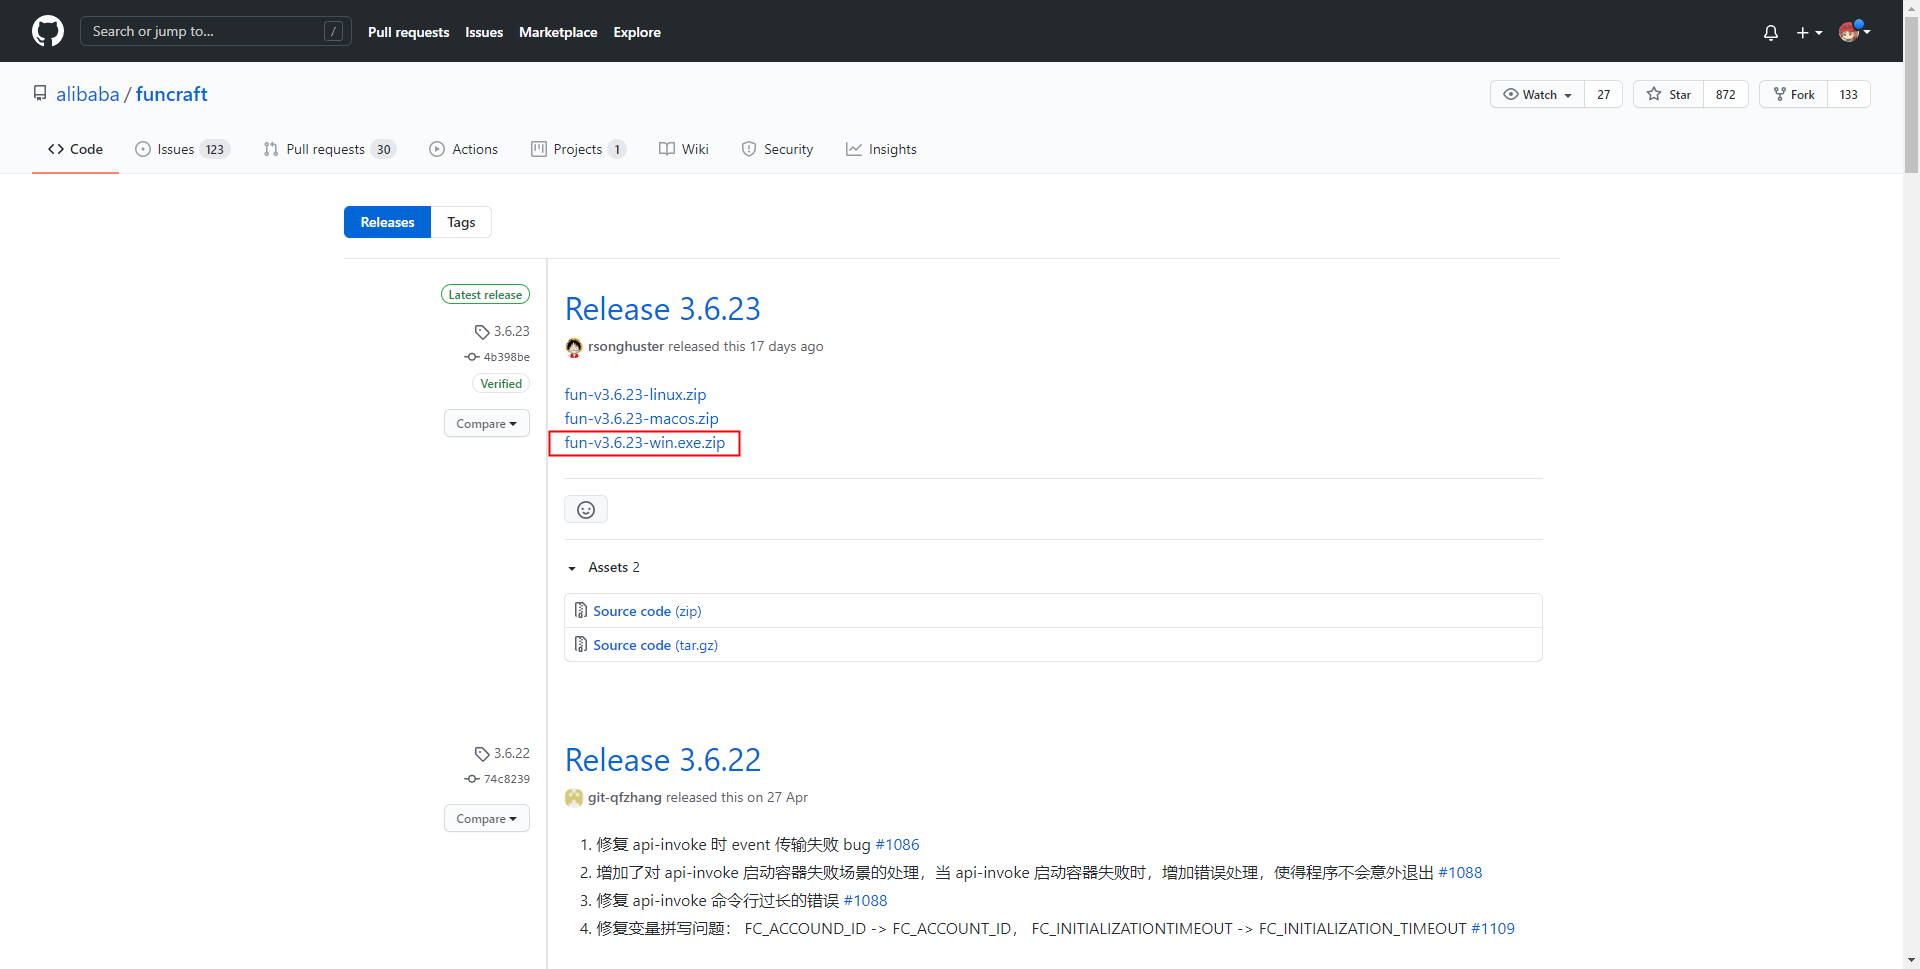 Search or jump to... /
Pull requests Issues Marketplace Explore
alibaba / funcraft
Watch 27 Star 872 Fork 133
Code Issues 123 Pull requests 30 Actions Projects 1 Wiki Security Insights
Releases Tags
Latest release
3.6.23
4b398be
Verified
Compare
Release 3.6.23
rsonghuster released this 17 days ago
fun-v3.6.23-linux.zip
fun-v3.6.23-macos.zip
fun-v3.6.23-win.exe.zip
Assets 2
Source code (zip)
Source code (tar.gz)
3.6.22
74c8239
Compare
Release 3.6.22
git-qfzhang released this on 27 Apr
1. 修复 api-invoke 时 event 传输失败 bug #1086
2. 增加了对 api-invoke 启动容器失败场景的处理，当 api-invoke 启动容器失败时，增加错误处理，使得程序不会意外退出 #1088
3. 修复 api-invoke 命令行过长的错误 #1088
4. 修复变量拼写问题： FC_ACCOUND_ID -> FC_ACCOUNT_ID， FC_INITIALIZATIONTIMEOUT -> FC_INITIALIZATION_TIMEOUT #1109